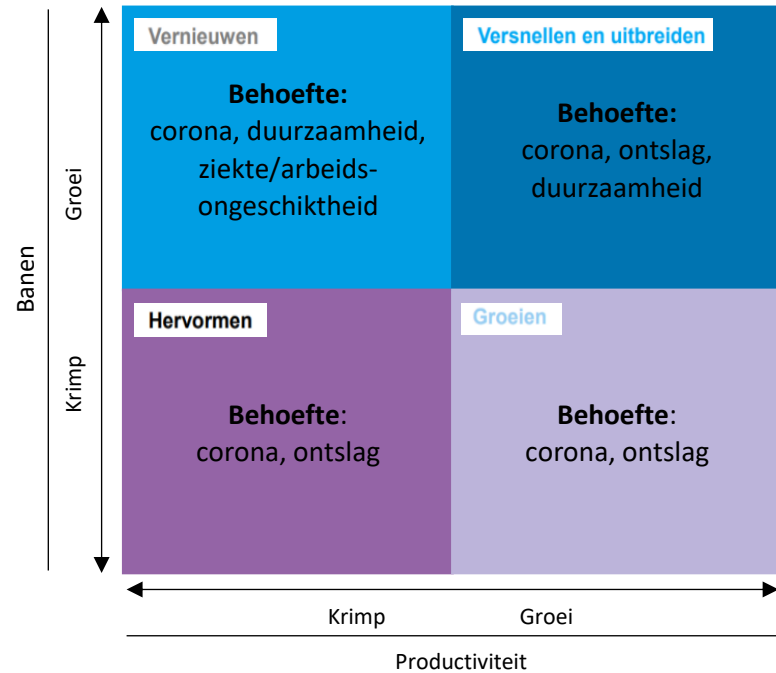 Vernieuwen
Behoefte:
corona, duurzaamheid,
ziekte/arbeids-
ongeschiktheid
Versnellen en uitbreiden
Behoefte:
corona, ontslag,
duurzaamheid
Groei
Banen
Krimp
Hervormen
Behoefte:
corona, ontslag
Groeien
Behoefte:
corona, ontslag
Krimp
Groei
Productiviteit